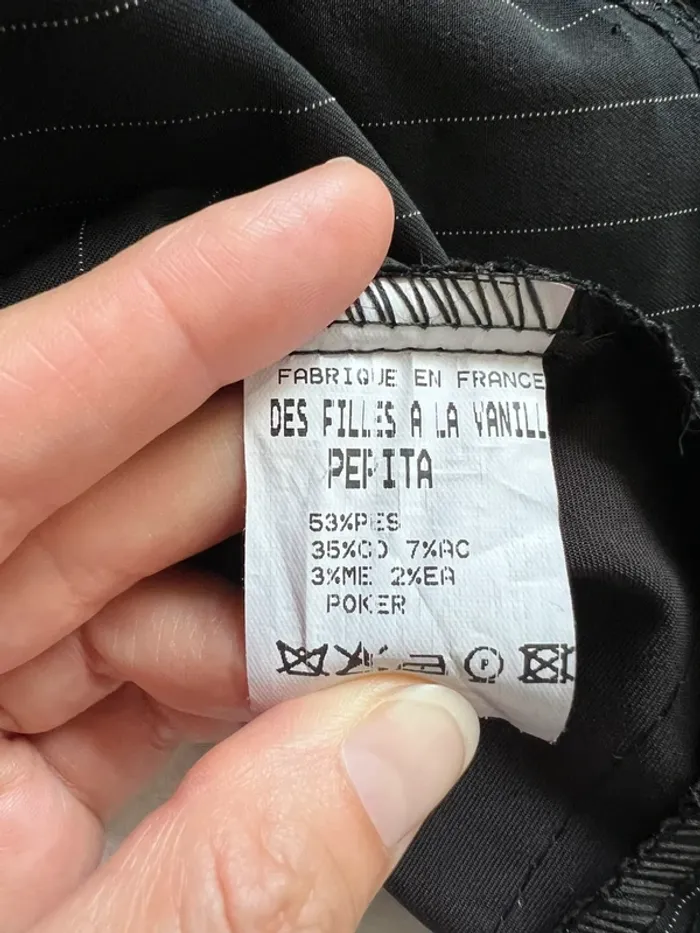 FABRIQUE EN FRANCE
DES FILLES A LA VANILL
PEPITA
53%PES
35%CO 7%AC
3%ME 2%EA
POKER
P